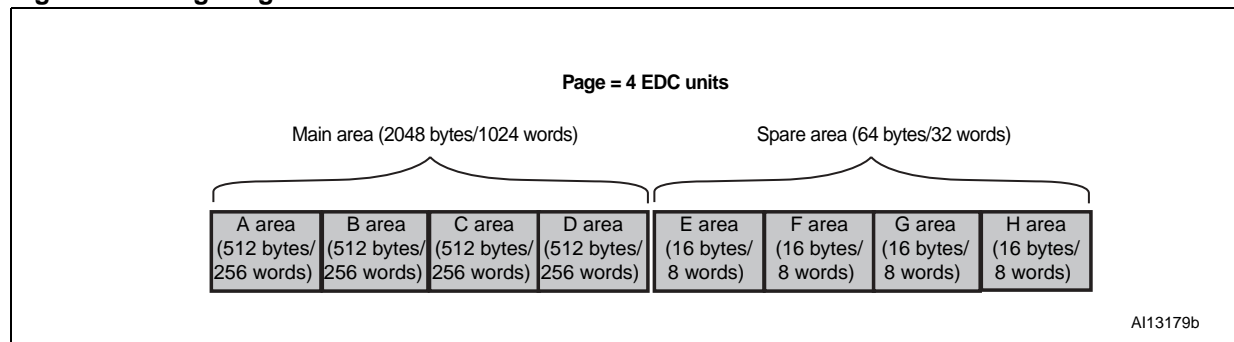 Page = 4 EDC units
Main area (2048 bytes/1024 words)
Spare area (64 bytes/32 words)
A area
(512 bytes/
256 words)
B area
(512 bytes/
256 words)
C area
(512 bytes/
256 words)
D area
(512 bytes/
256 words)
E area
(16 bytes/
8 words)
F area
(16 bytes/
8 words)
G area
(16 bytes/
8 words)
H area
(16 bytes/
8 words)
AI13179b